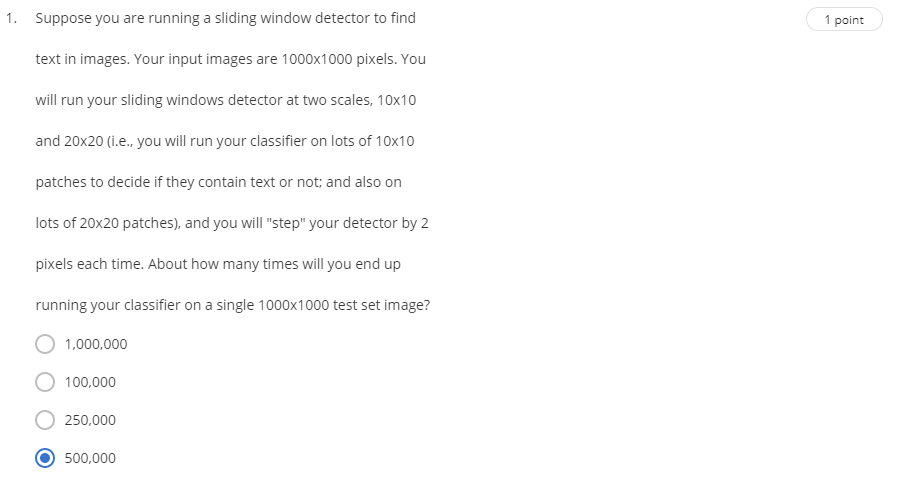 1. Suppose you are running a sliding window detector to find
1 point
text in images. Your input images are 1000x1000 pixels. You
will run your sliding windows detector at two scales, 10x10
and 20x20 (i.e., you will run your classifier on lots of 10x10
patches to decide if they contain text or not; and also on
lots of 20x20 patches), and you will "step" your detector by 2
pixels each time. About how many times will you end up
running your classifier on a single 1000x1000 test set image?
1,000,000
100,000
250,000
500,000